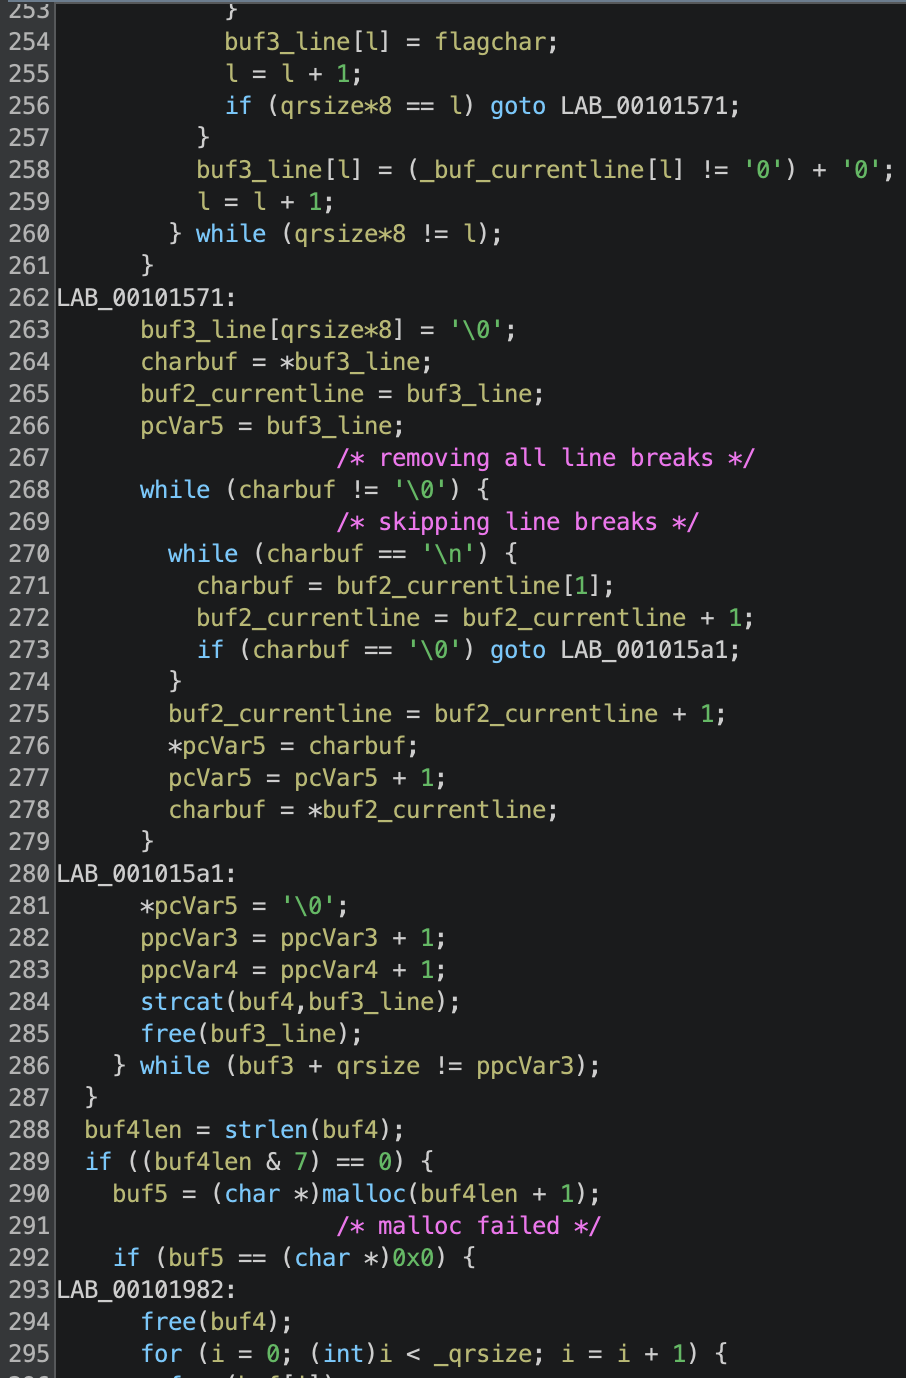 253             }
254             buf3_line[l] = flagchar;
255             l = l + 1;
256             if (qrsize*8 == l) goto LAB_00101571;
257           }
258           buf3_line[l] = (_buf_currentline[l] != '0') + '0';
259           l = l + 1;
260         } while (qrsize*8 != l);
261       }
262 LAB_00101571:
263       buf3_line[qrsize*8] = '\0';
264       charbuf = *buf3_line;
265       buf2_currentline = buf3_line;
266       pcVar5 = buf3_line;
267                     /* removing all line breaks */
268       while (charbuf != '\0') {
269                     /* skipping line breaks */
270         while (charbuf == '\n') {
271           charbuf = buf2_currentline[1];
272           buf2_currentline = buf2_currentline + 1;
273           if (charbuf == '\0') goto LAB_001015a1;
274         }
275         buf2_currentline = buf2_currentline + 1;
276         *pcVar5 = charbuf;
277         pcVar5 = pcVar5 + 1;
278         charbuf = *buf2_currentline;
279       }
280 LAB_001015a1:
281       *pcVar5 = '\0';
282       ppcVar3 = ppcVar3 + 1;
283       ppcVar4 = ppcVar4 + 1;
284       strcat(buf4,buf3_line);
285       free(buf3_line);
286     } while (buf3 + qrsize != ppcVar3);
287   }
288   buf4len = strlen(buf4);
289   if ((buf4len & 7) == 0) {
290     buf5 = (char *)malloc(buf4len + 1);
291                     /* malloc failed */
292     if (buf5 == (char *)0x0) {
293 LAB_00101982:
294       free(buf4);
295       for (i = 0; (int)i < _qrsize; i = i + 1) {